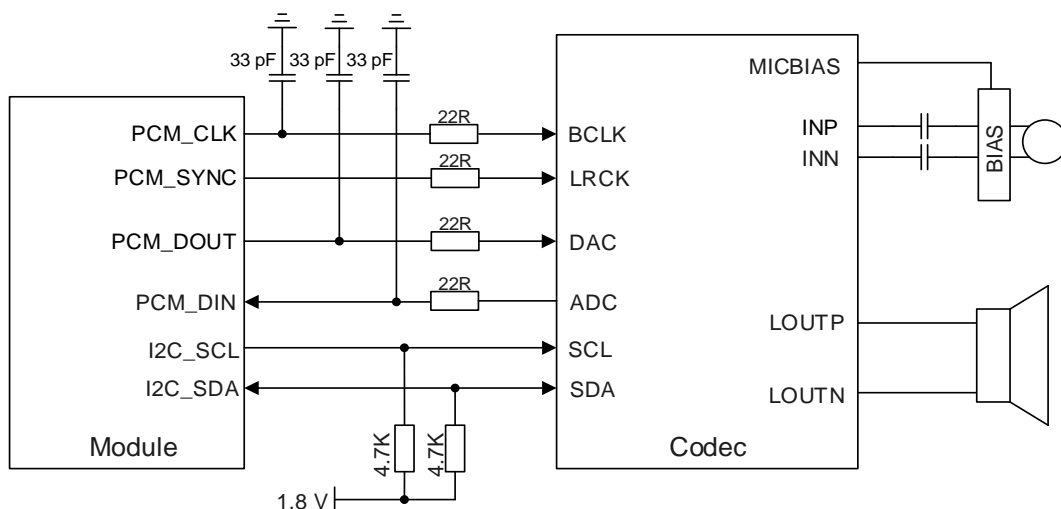 33 pF 33 pF 33 pF
PCM_CLK
PCM_SYNC
PCM_DOUT
PCM_DIN
I2C_SCL
I2C_SDA
Module
22R
22R
22R
22R
4.7K
4.7K
1.8 V
BCLK
LRCK
DAC
ADC
SCL
SDA
MICBIAS
INP
INN
LOUTP
LOUTN
Codec
BIAS